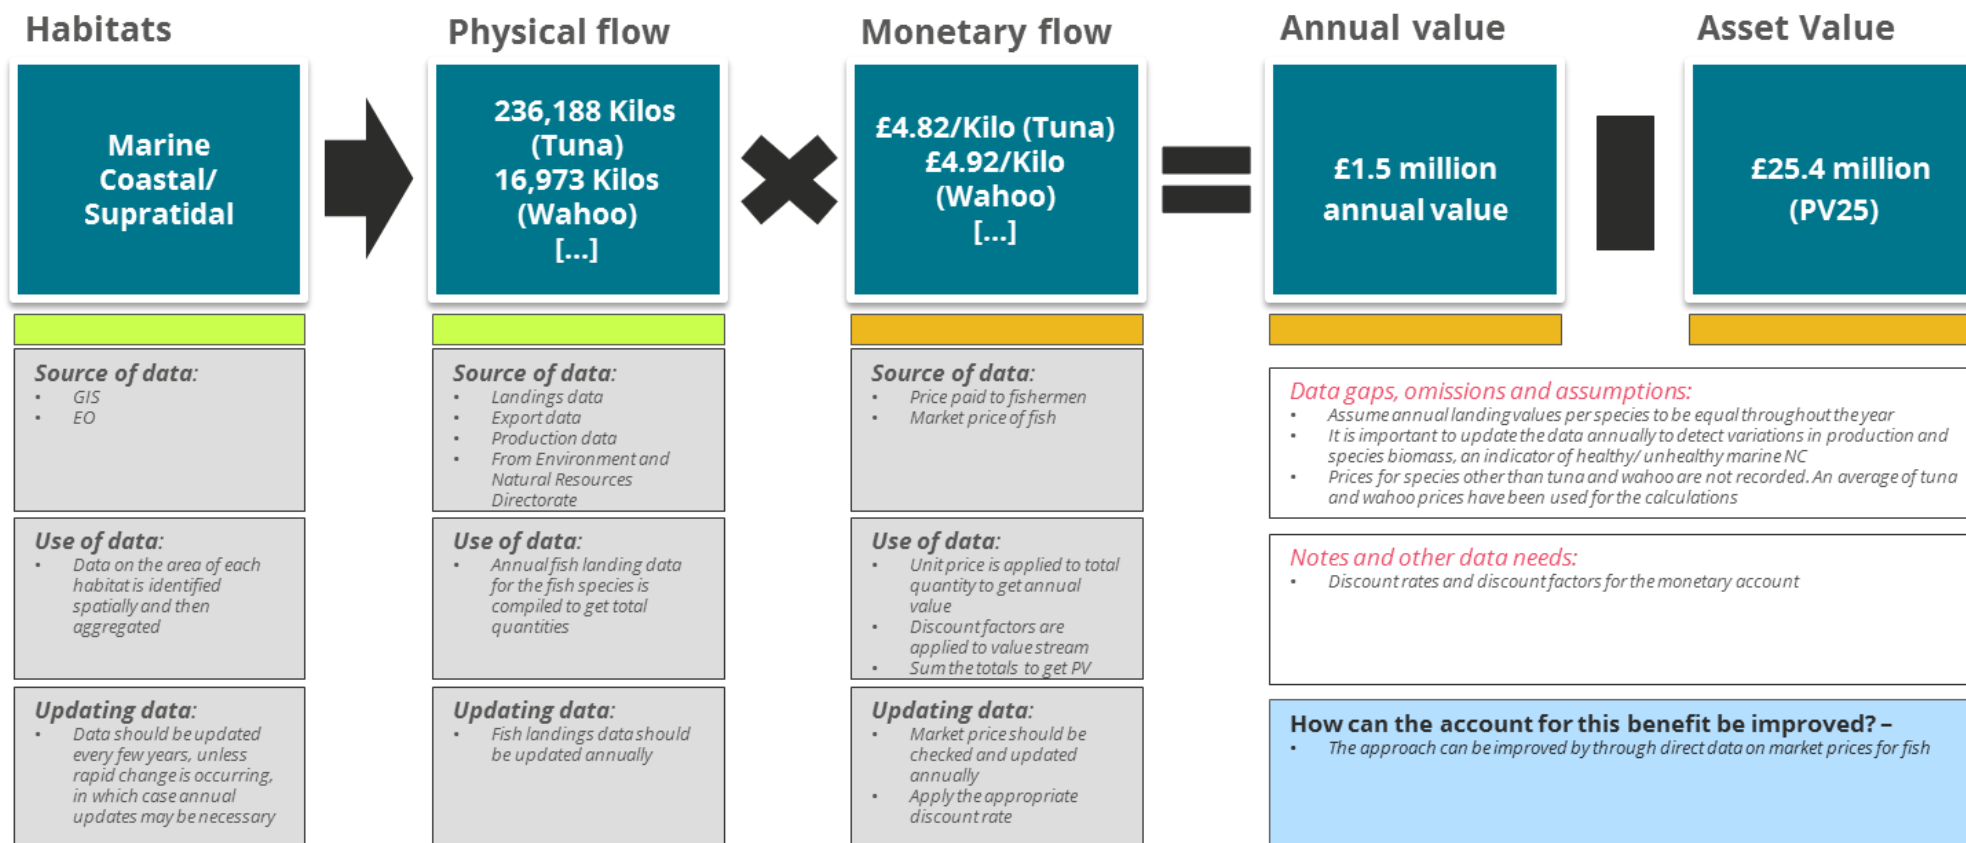 Habitats
Physical flow
Monetary flow
Annual value
Asset Value
Marine
Coastal/
Supratidal
236,188 Kilos
(Tuna)
16,973 Kilos
(Wahoo)
[...]
£4.82/Kilo (Tuna)
£4.92/Kilo
(Wahoo)
[...]
£1.5 million
annual value
£25.4 million
(PV25)
Source of data:
• GIS
• EO
Use of data:
• Data on the area of each
habitat is identified
spatially and then
aggregated
Updating data:
• Data should be updated
every few years, unless
rapid change is occurring,
in which case annual
updates may be necessary
Source of data:
• Landings data
• Export data
• Production data
• From Environment and
Natural Resources
Directorate
Use of data:
• Annual fish landing data
for the fish species is
compiled to get total
quantities
Updating data:
• Fish landings data should
be updated annually
Source of data:
• Price paid to fishermen
• Market price of fish
Use of data:
• Unit price is applied to total
quantity to get annual
value
• Discount factors are
applied to value stream
• Sum the totals to get PV
Updating data:
• Market price should be
checked and updated
annually
• Apply the appropriate
discount rate
Data gaps, omissions and assumptions:
• Assume annual landing values per species to be equal throughout the year
• It is important to update the data annually to detect variations in production and
species biomass, an indicator of healthy/ unhealthy marine NC
• Prices for species other than tuna and wahoo are not recorded. An average of tuna
and wahoo prices have been used for the calculations
Notes and other data needs:
• Discount rates and discount factors for the monetary account
How can the account for this benefit be improved? –
• The approach can be improved by through direct data on market prices for fish